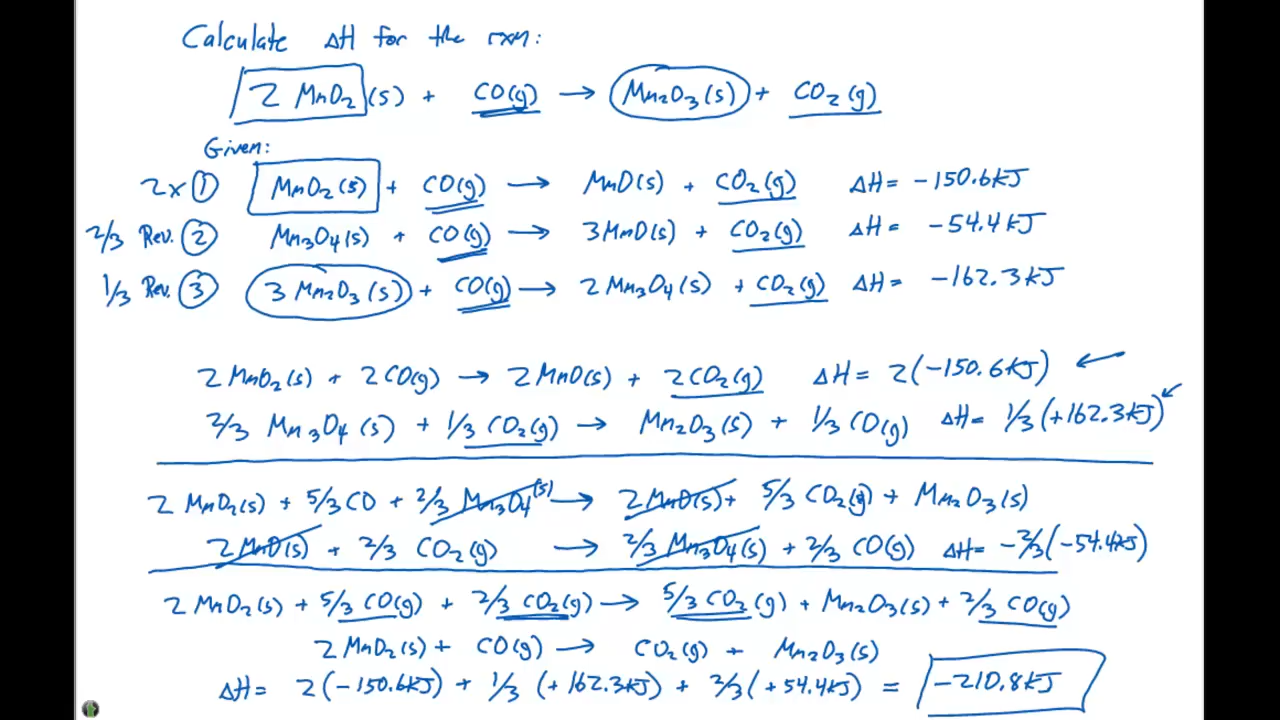 Calculate ΔH for the rxn:
2 MnO₂ (s) + CO(g) → Mn₂O₃(s) + CO₂(g)
Given:
2x ① MnO₂(s) + CO(g) → MnO(s) + CO₂(g) ΔH = -150.6kJ
2/3 Rev. ② Mn₃O₄(s) + CO(g) → 3MnO(s) + CO₂(g) ΔH = -54.4kJ
1/3 Rev. ③ 3 Mn₂O₃(s) + CO(g) → 2Mn₃O₄(s) + CO₂(g) ΔH = -162.3kJ
2MnO₂(s) + 2CO(g) → 2MnO(s) + 2CO₂(g) ΔH = 2(-150.6kJ) ←
2/3 Mn₃O₄(s) + 1/3 CO₂(g) → Mn₂O₃(s) + 1/3 CO(g) ΔH = 1/3(+162.3kJ)
2 MnO₂(s) + 5/3 CO + 2/3 Mn₃O₄(s) → 2MnO(s) + 5/3 CO₂(g) + Mn₂O₃(s)
2MnO(s) + 2/3 CO₂(g) → 2/3 Mn₃O₄(s) + 2/3 CO(g) ΔH = -2/3(-54.4kJ)
2 MnO₂(s) + 5/3 CO(g) + 2/3 CO₂(g) → 5/3 CO₂(g) + Mn₂O₃(s) + 2/3 CO(g)
2 MnO₂(s) + CO(g) → CO₂(g) + Mn₂O₃(s)
ΔH = 2(-150.6kJ) + 1/3 (+162.3kJ) + 2/3(+54.4kJ) = -210.8kJ